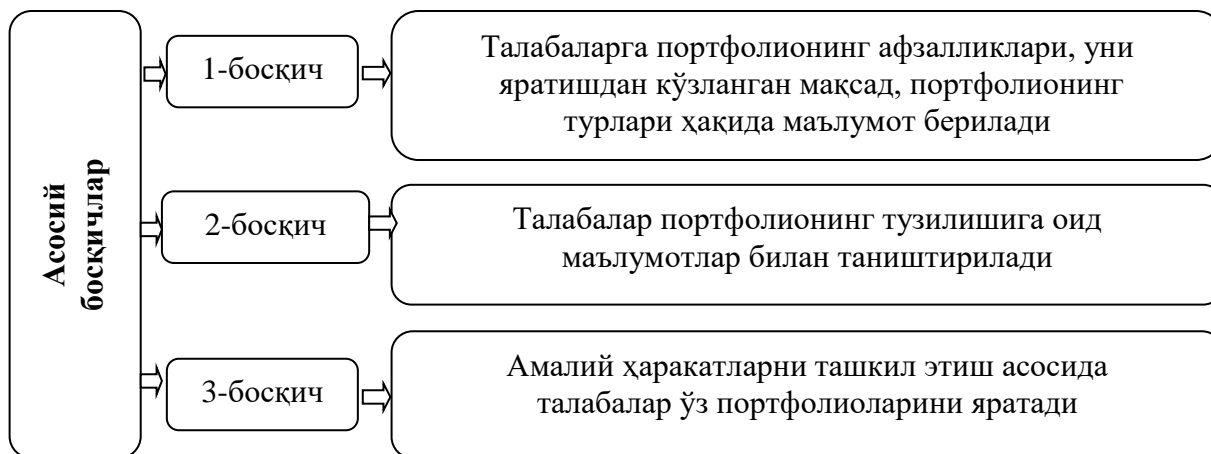 Асосий
босқичлар
1-босқич
Талабаларга портфолионинг афзалликлари, уни
яратишдан кўзланган мақсад, портфолионинг
турлари ҳақида маълумот берилади
2-босқич
Талабалар портфолионинг тузилишига оид
маълумотлар билан таништирилади
3-босқич
Амалий ҳаракатларни ташкил этиш асосида
талабалар ўз портфолиоларини яратади